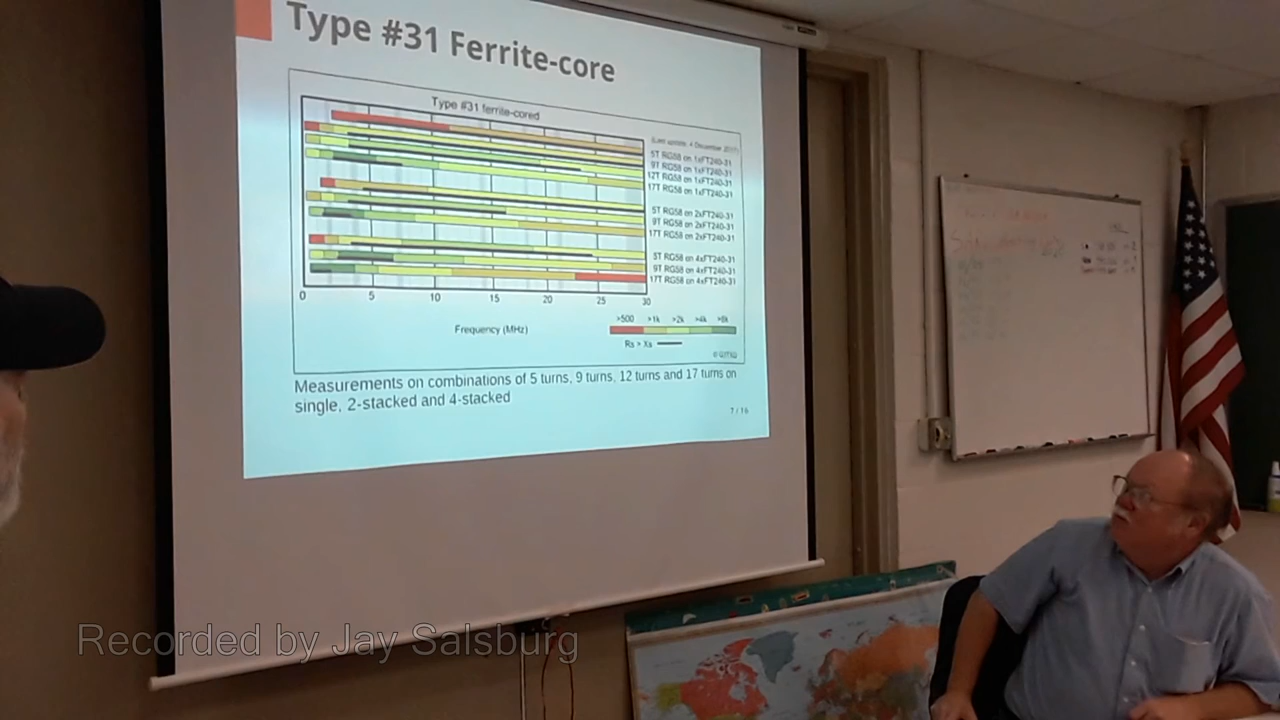 Type #31 Ferrite-core
Type #31 ferrite-cored
5T RG58 on 1xFT240-31
9T RG58 on 1xFT240-31
12T RG58 on 1xFT240-31
17T RG58 on 1xFT240-31
5T RG58 on 2xFT240-31
9T RG58 on 2xFT240-31
17T RG58 on 2xFT240-31
5T RG58 on 4xFT240-31
9T RG58 on 4xFT240-31
17T RG58 on 4xFT240-31
0 5 10 15 20 25 30
Frequency (MHz)
>500 >1k >2k >4k >8k
Rs > Xs
Measurements on combinations of 5 turns, 9 turns, 12 turns and 17 turns on
single, 2-stacked and 4-stacked
7 / 16
Recorded by Jay Salsburg